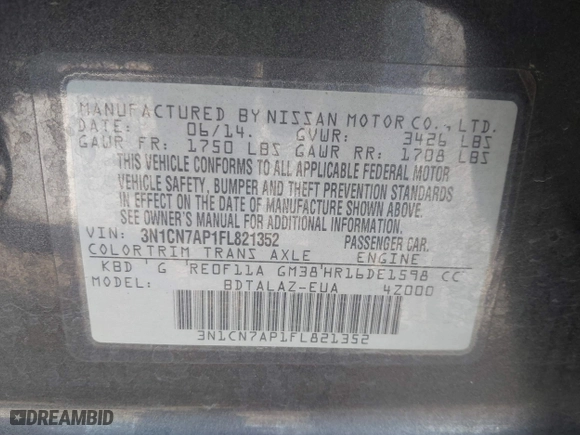 MANUFACTURED BY NISSAN MOTOR CO., LTD.
DATE: 06/14. GVWR: 3426 LBS
GAWR FR: 1750 LBS GAWR RR: 1708 LBS
THIS VEHICLE CONFORMS TO ALL APPLICABLE FEDERAL MOTOR
VEHICLE SAFETY, BUMPER AND THEFT PREVENTION STANDARDS
IN EFFECT ON THE DATE OF MANUFACTURE SHOWN ABOVE.
SEE OWNER'S MANUAL FOR ADDITIONAL INFORMATION.
VIN: 3N1CN7AP1FL821352 PASSENGER CAR.
COLOR TRIM TRANS AXLE ENGINE
KBD G RE0F11A GM38 HR16DE1598 CC
MODEL: BDTALAZ-EUA 4Z000
3N1CN7AP1FL821352
DREAMBID